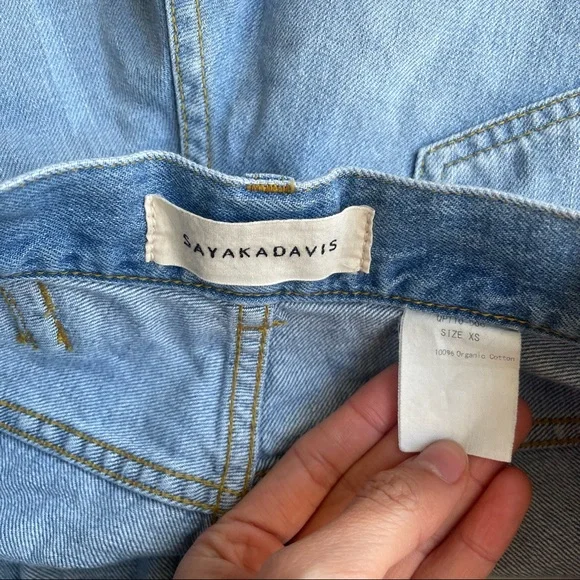 SAYAKADAVIS
SIZE XS
100% Organic Cotton